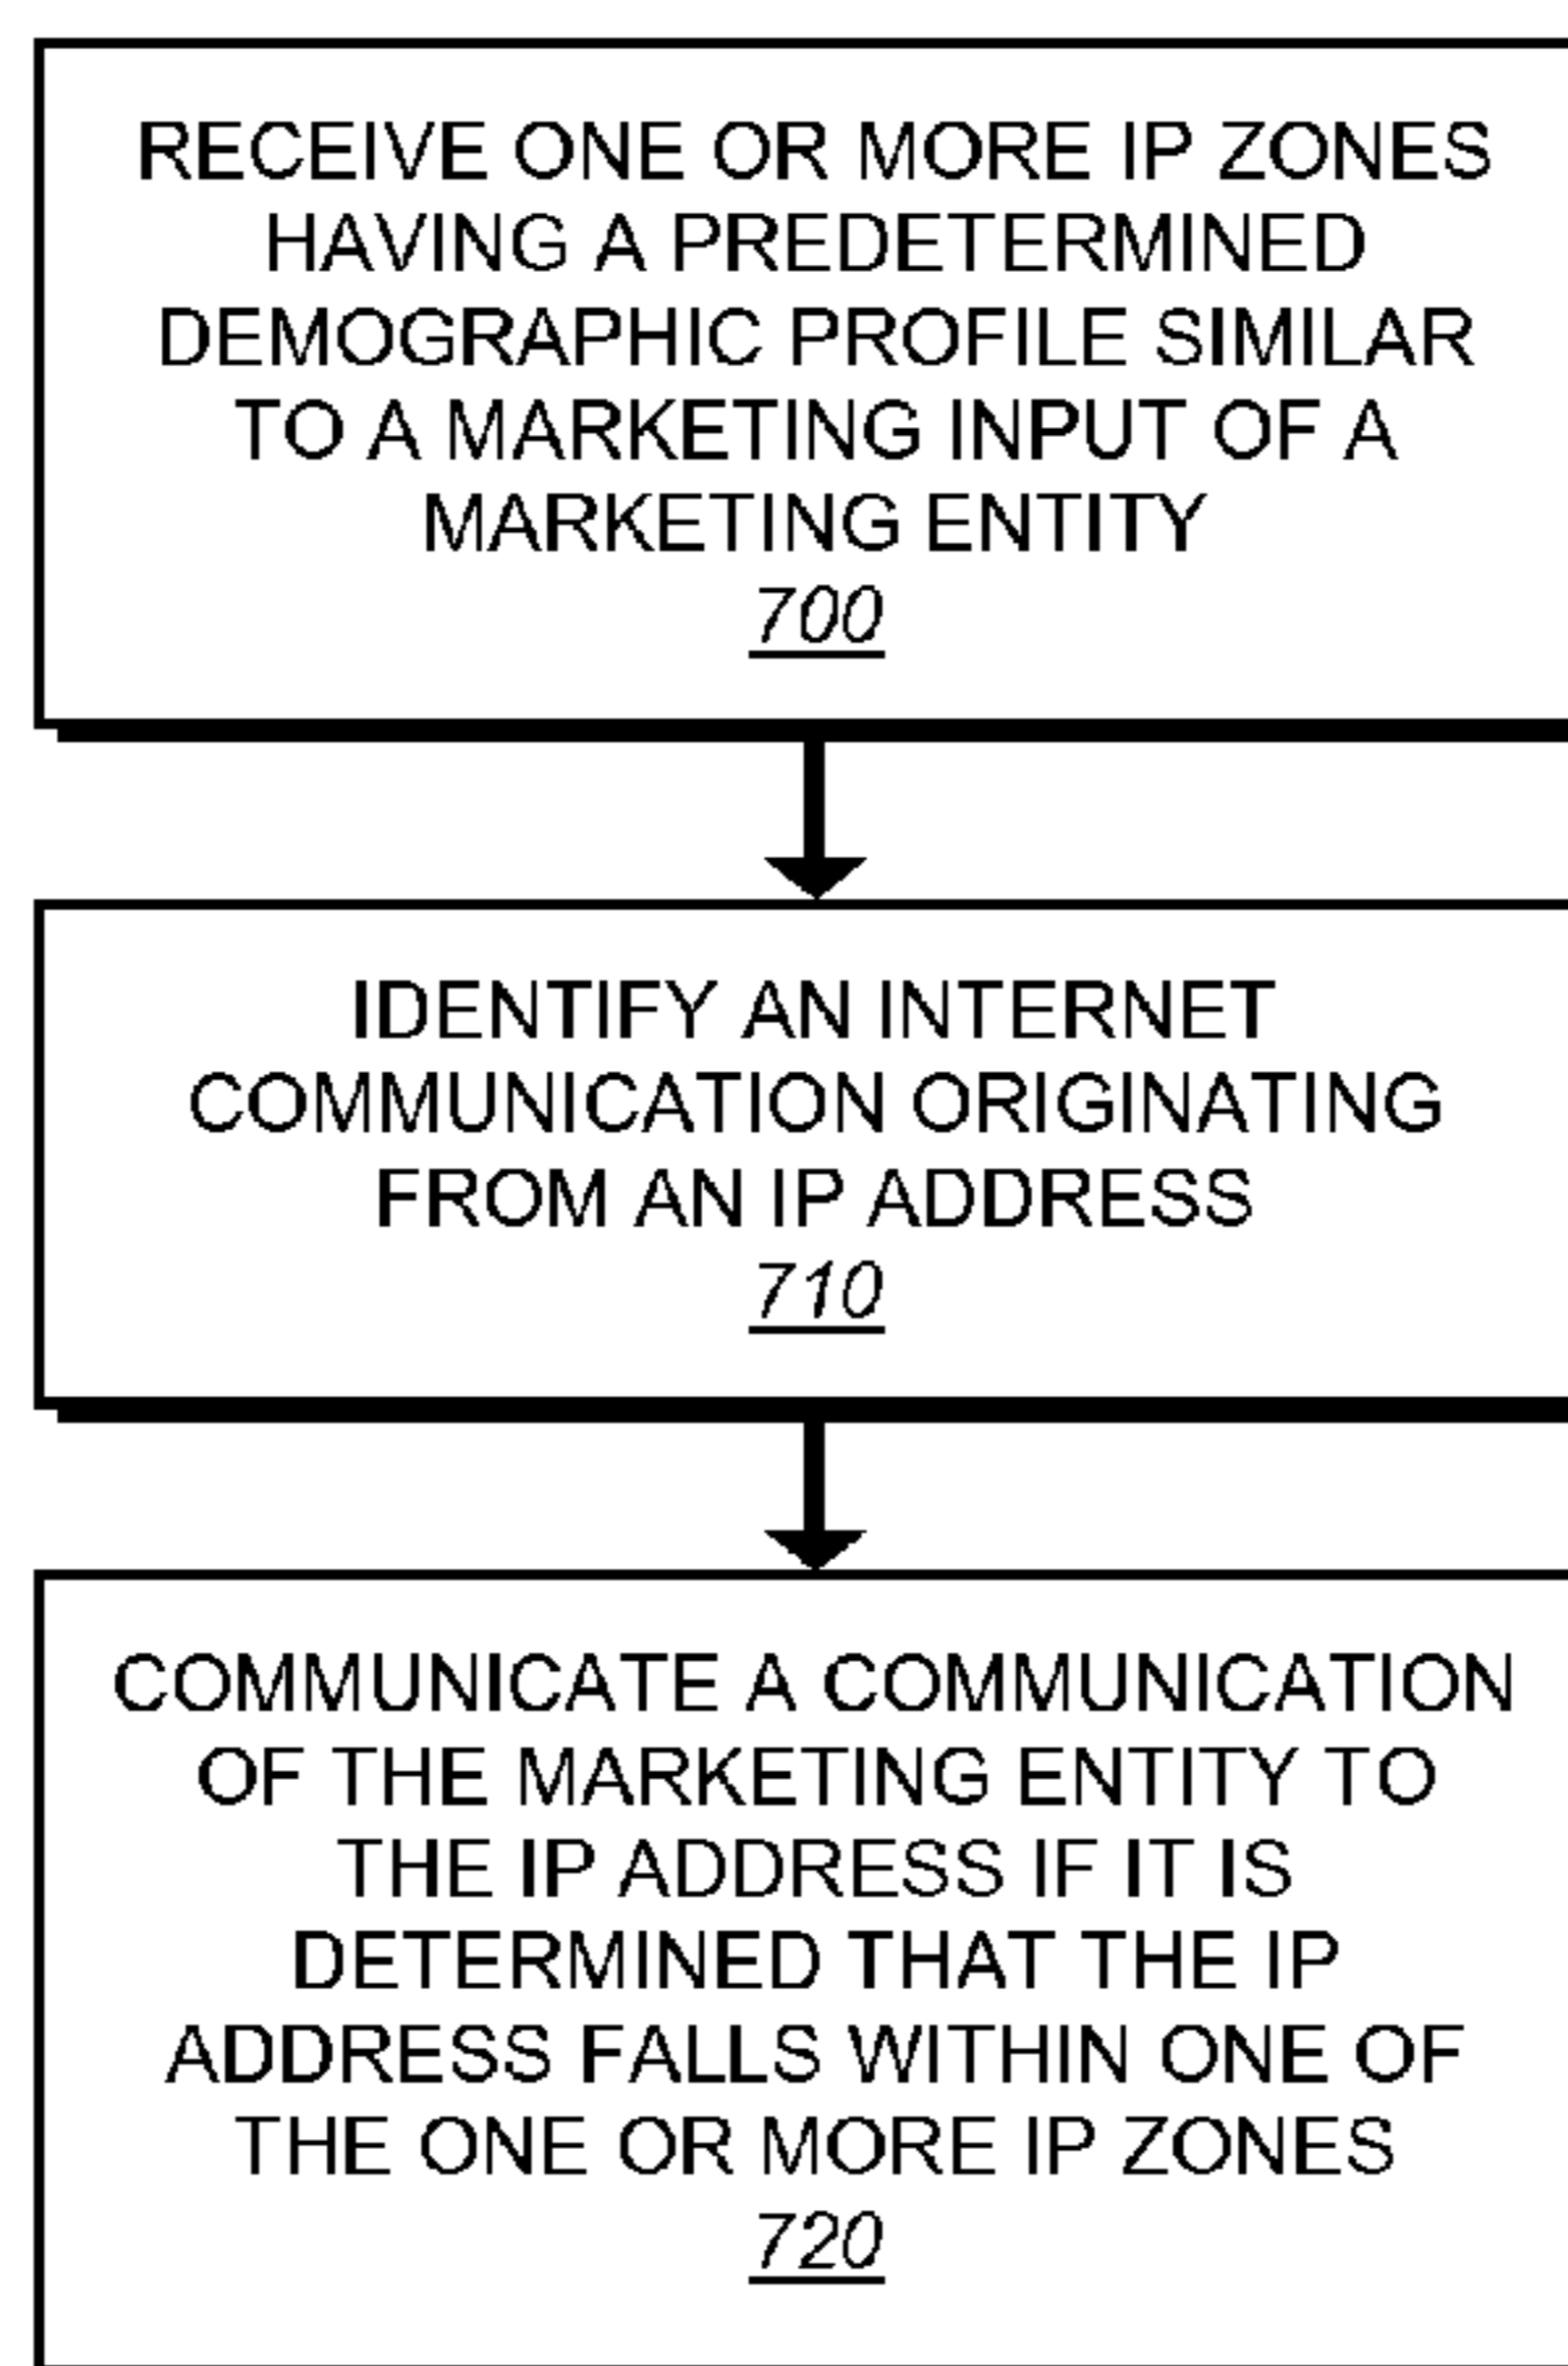 RECEIVE ONE OR MORE IP ZONES
HAVING A PREDETERMINED
DEMOGRAPHIC PROFILE SIMILAR
TO A MARKETING INPUT OF A
MARKETING ENTITY
700
IDENTIFY AN INTERNET
COMMUNICATION ORIGINATING
FROM AN IP ADDRESS
710
COMMUNICATE A COMMUNICATION
OF THE MARKETING ENTITY TO
THE IP ADDRESS IF IT IS
DETERMINED THAT THE IP
ADDRESS FALLS WITHIN ONE OF
THE ONE OR MORE IP ZONES
720